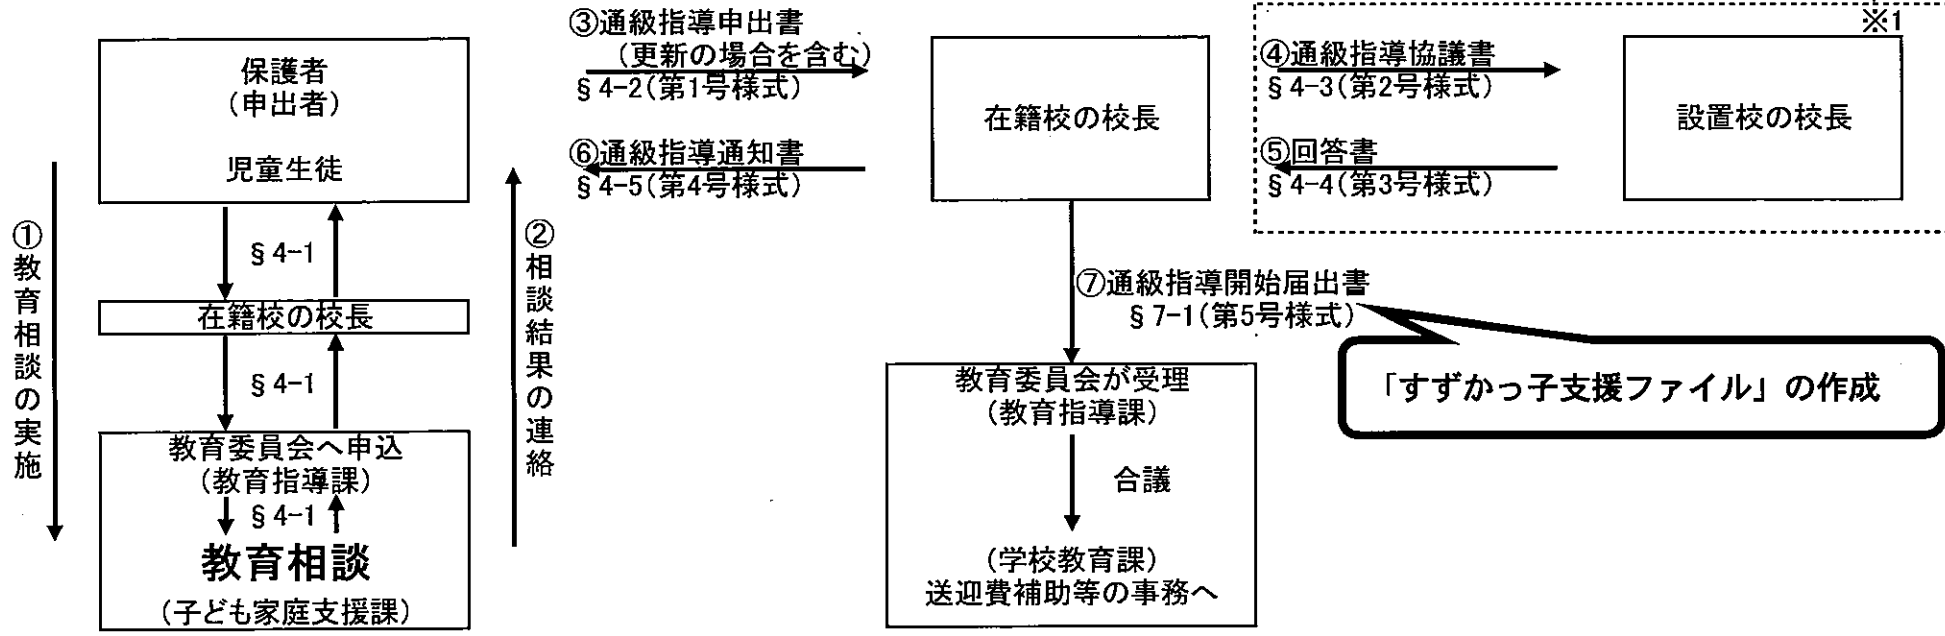 保護者
(申出者)
児童生徒
①教育相談の実施
§4-1
在籍校の校長
§4-1
教育委員会へ申込
(教育指導課)
§4-1
教育相談
(子ども家庭支援課)
②相談結果の連絡
③通級指導申出書
(更新の場合を含む)
§4-2(第1号様式)
⑥通級指導通知書
§4-5(第4号様式)
在籍校の校長
※1
④通級指導協議書
§4-3(第2号様式)
⑤回答書
§4-4(第3号様式)
設置校の校長
⑦通級指導開始届出書
§7-1(第5号様式)
「すずかっ子支援ファイル」の作成
教育委員会が受理
(教育指導課)
合議
(学校教育課)
送迎費補助等の事務へ